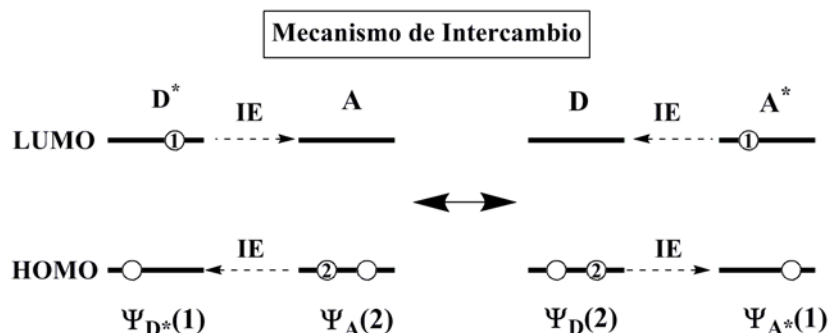 Mecanismo de Intercambio
D* A D A*
IE IE
LUMO 1 1
IE IE
HOMO 2 2
Ψ_D*(1) Ψ_A(2) Ψ_D(2) Ψ_A*(1)